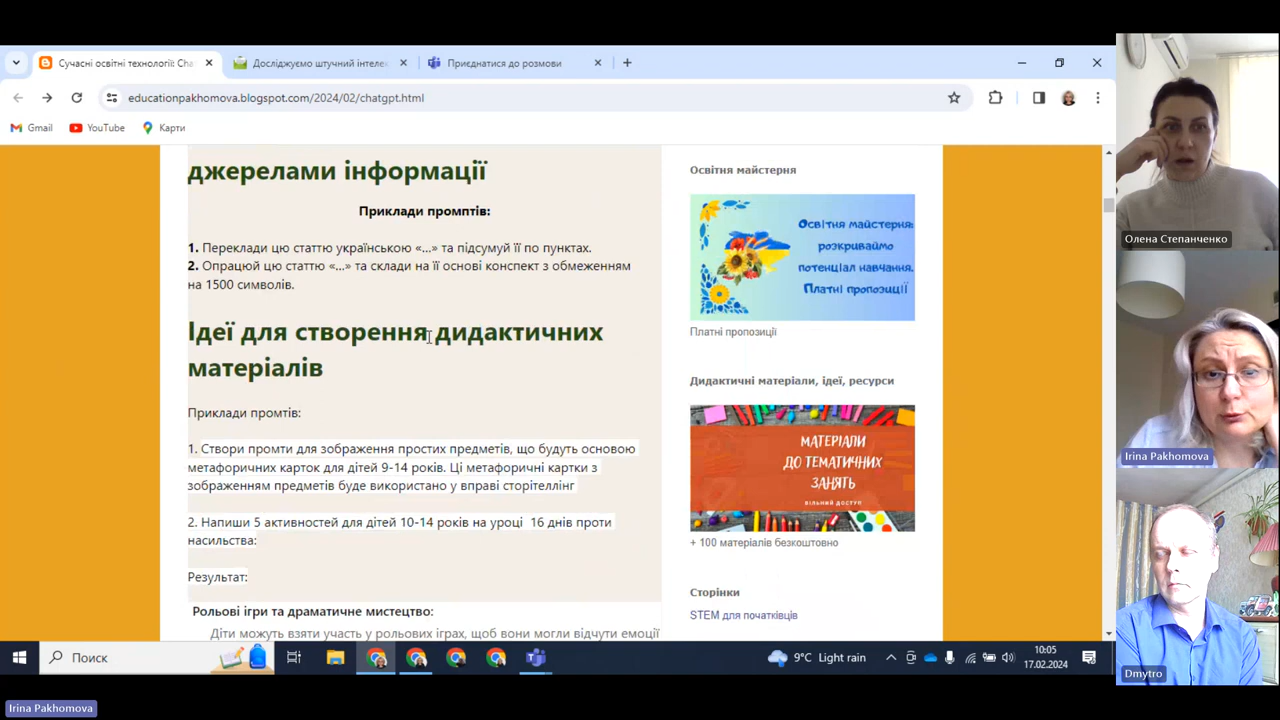 Сучасні освітні технології: Cha
Досліджуємо штучний інтеле
Приєднатися до розмови
educationpakhomova.blogspot.com/2024/02/chatgpt.html
Gmail
YouTube
Карти
джерелами інформації
Приклади промптів:
1. Переклади цю статтю українською «...» та підсумуй її по пунктах.
2. Опрацюй цю статтю «...» та склади на її основі конспект з обмеженням
на 1500 символів.
Ідеї для створення дидактичних
матеріалів
Приклади промтів:
1. Створи промти для зображення простих предметів, що будуть основою
метафоричних карток для дітей 9-14 років. Ці метафоричні картки з
зображенням предметів буде використано у вправі сторітеллінг
2. Напиши 5 активностей для дітей 10-14 років на уроці 16 днів проти
насильства:
Результат:
Рольові ігри та драматичне мистецтво:
Діти можуть взяти участь у рольових іграх, щоб вони могли відчути емоції
Освітня майстерня
Освітня майстерня:
розкриваймо
потенціал навчання.
Платні пропозиції
Платні пропозиції
Дидактичні матеріали, ідеї, ресурси
МАТЕРІАЛИ
ДО ТЕМАТИЧНИХ
ЗАНЯТЬ
ВІЛЬНИЙ ДОСТУП
+ 100 матеріалів безкоштовно
Сторінки
STEM для початківців
Олена Степанченко
Irina Pakhomova
Dmytro
Поиск
9°C Light rain
10:05
17.02.2024
Irina Pakhomova